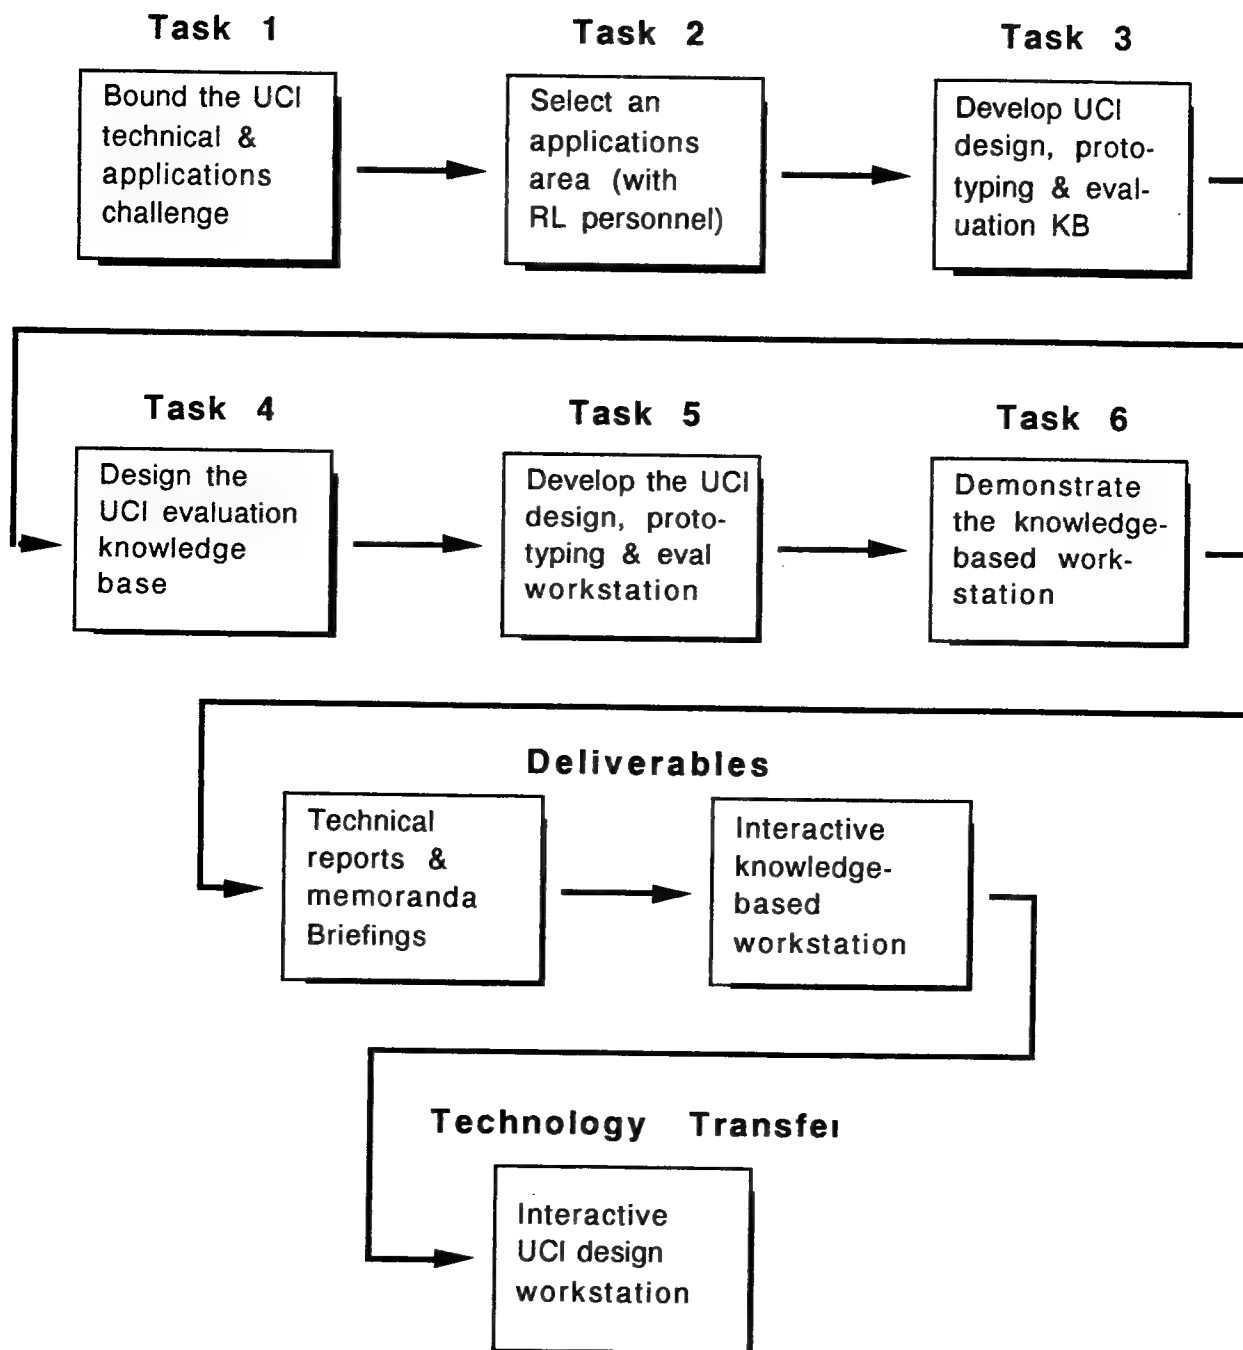 Task 1
Task 2
Task 3
Bound the UCI
technical &
applications
challenge
Select an
applications
area (with
RL personnel)
Develop UCI
design, proto-
typing & eval-
uation KB
Task 4
Task 5
Task 6
Design the
UCI evaluation
knowledge
base
Develop the UCI
design, proto-
typing & eval
workstation
Demonstrate
the knowledge-
based work-
station
Deliverables
Technical
reports &
memoranda
Briefings
Interactive
knowledge-
based
workstation
Technology Transfer
Interactive
UCI design
workstation